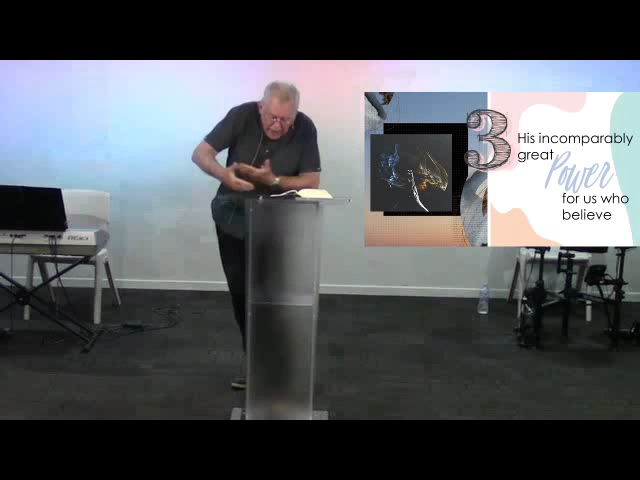 3
His incomparably
great
Power
for us who
believe